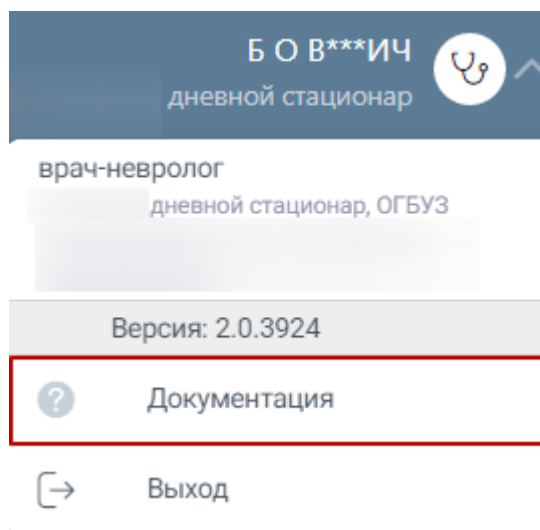 Б О В***ИЧ
дневной стационар
врач-невролог
дневной стационар, ОГБУЗ
Версия: 2.0.3924
Документация
Выход